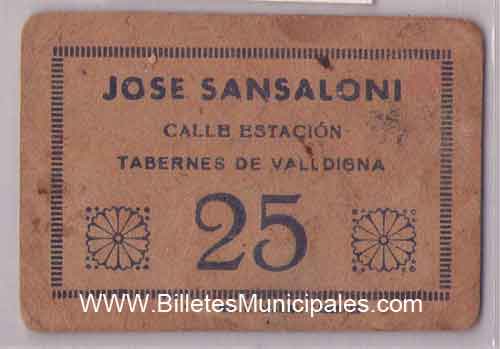 JOSE SANSALONI
CALLE ESTACIÓN
TABERNES DE VALLDIGNA
25
WWW.BilletesMunicipales.com